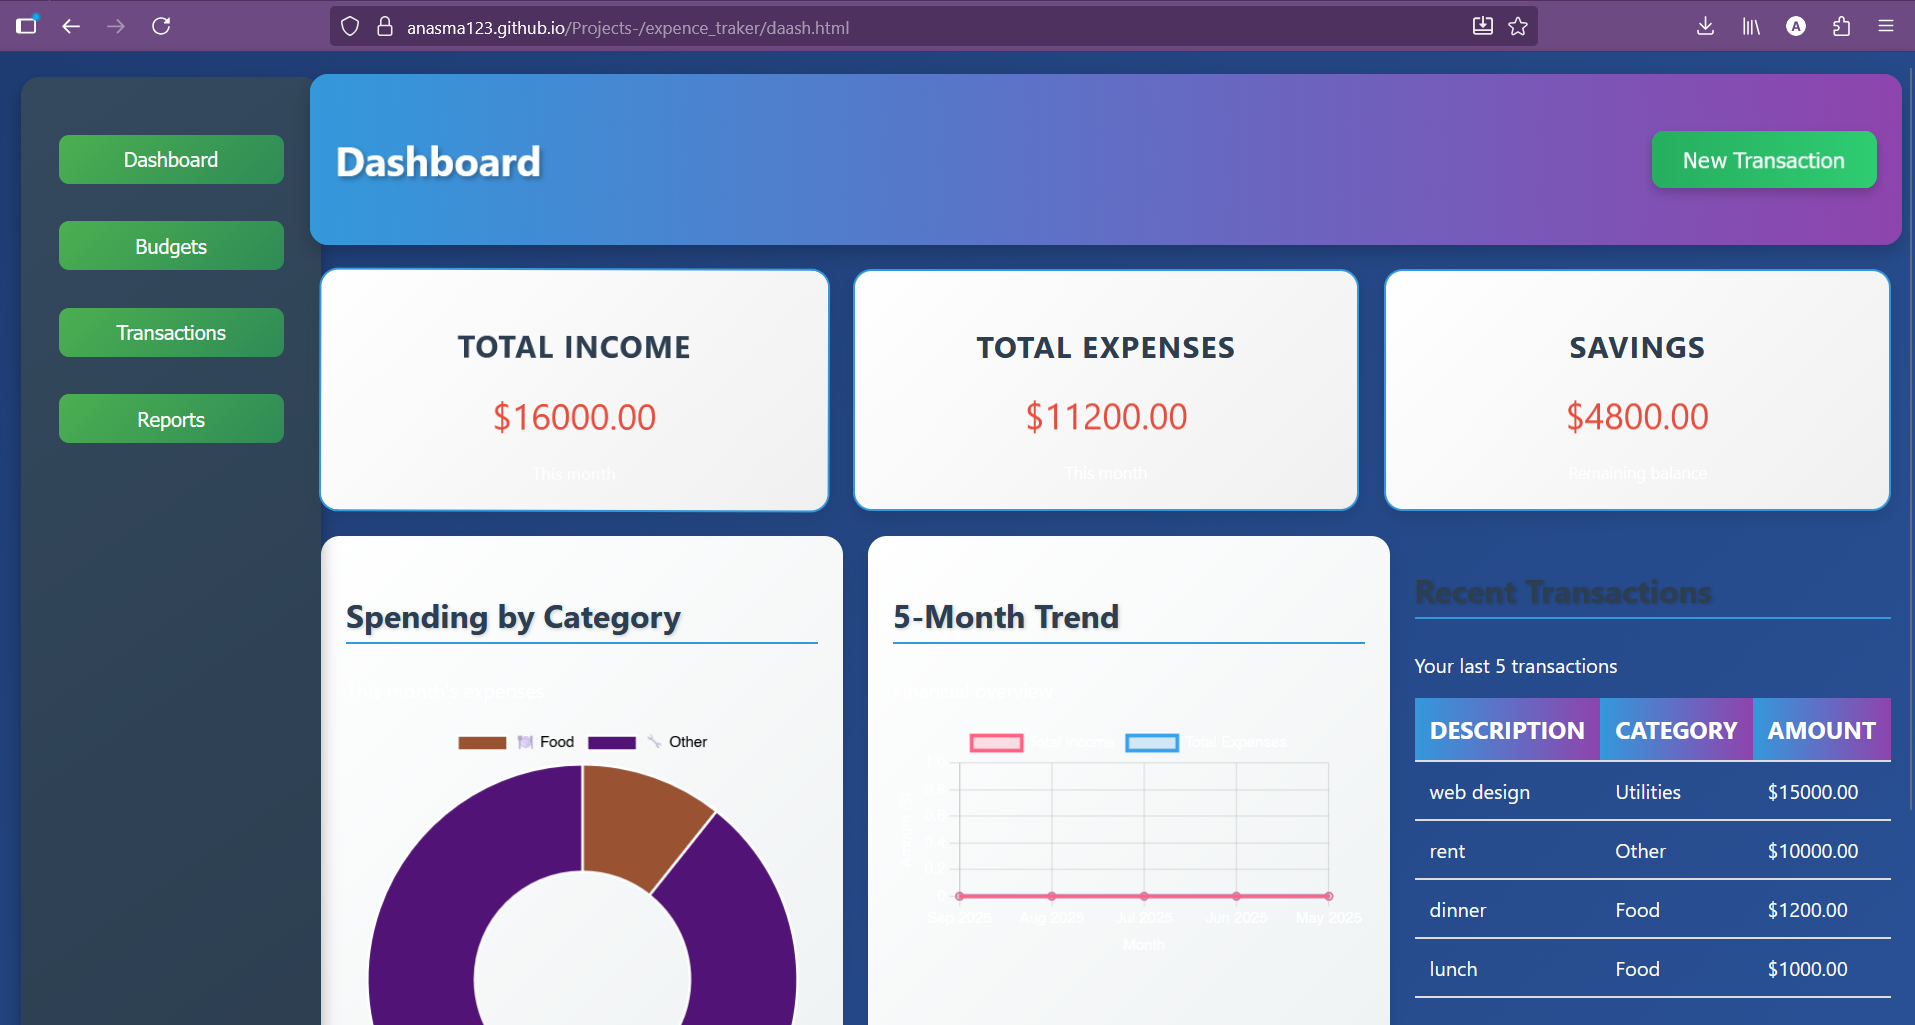 anasma123.github.io/Projects-/expence_traker/daash.html
A
Dashboard
Budgets
Transactions
Reports
Dashboard
New Transaction
TOTAL INCOME
$16000.00
This month
TOTAL EXPENSES
$11200.00
This month
SAVINGS
$4800.00
Remaining balance
Spending by Category
This month's expenses
Food Other
5-Month Trend
Financial overview
Total Income Total Expenses
0.4
0.2
0
Sep 2025 Aug 2025 Jul 2025 Jun 2025 May 2025
Month
Recent Transactions
Your last 5 transactions
DESCRIPTION CATEGORY AMOUNT
web design Utilities $15000.00
rent Other $10000.00
dinner Food $1200.00
lunch Food $1000.00